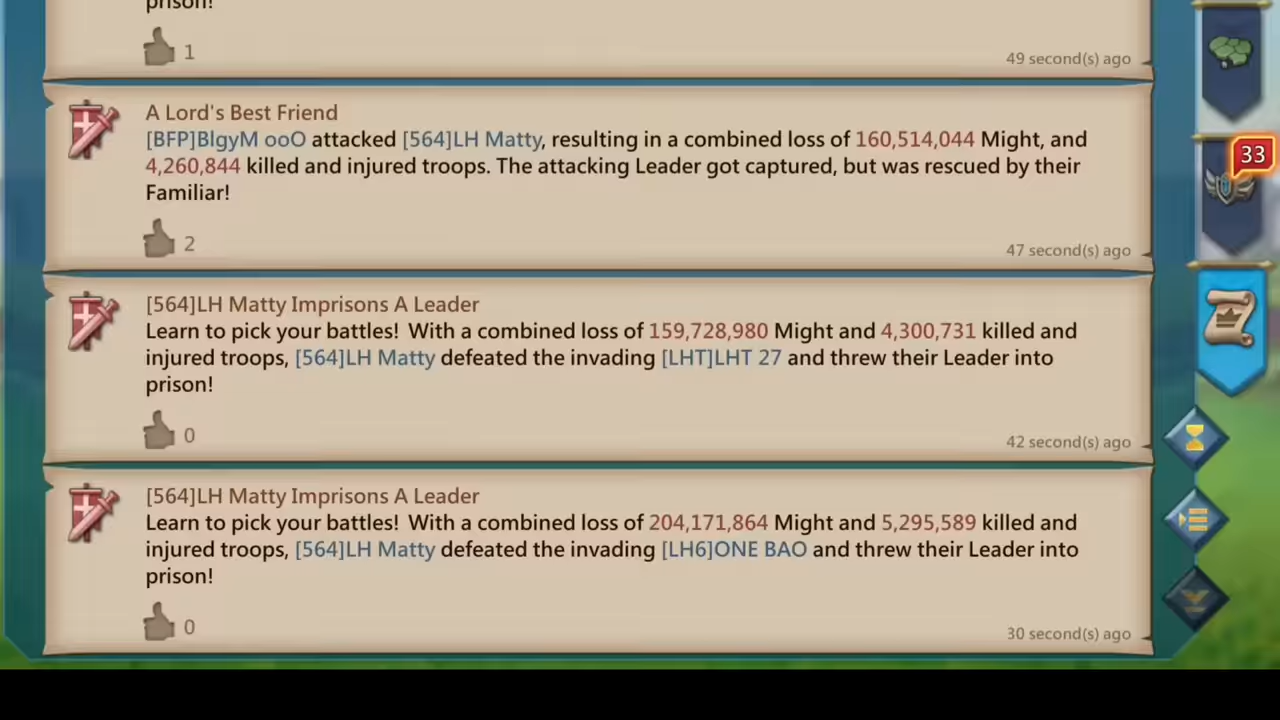 prison!
1
49 second(s) ago
A Lord's Best Friend
[BFP]BlgyM ooO attacked [564]LH Matty, resulting in a combined loss of 160,514,044 Might, and
4,260,844 killed and injured troops. The attacking Leader got captured, but was rescued by their
Familiar!
2
47 second(s) ago
33
[564]LH Matty Imprisons A Leader
Learn to pick your battles! With a combined loss of 159,728,980 Might and 4,300,731 killed and
injured troops, [564]LH Matty defeated the invading [LHT]LHT 27 and threw their Leader into
prison!
0
42 second(s) ago
[564]LH Matty Imprisons A Leader
Learn to pick your battles! With a combined loss of 204,171,864 Might and 5,295,589 killed and
injured troops, [564]LH Matty defeated the invading [LH6]ONE BAO and threw their Leader into
prison!
0
30 second(s) ago